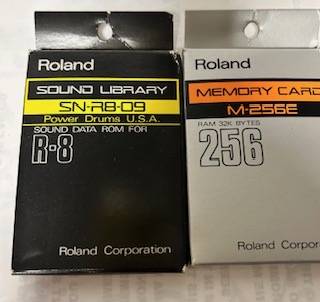 Roland
SOUND LIBRARY
SN-R8-09
Power Drums U.S.A.
SOUND DATA ROM FOR
R-8
Roland Corporation
Roland
MEMORY CARD
M-256E
RAM 32K BYTES
256
Roland Corpor